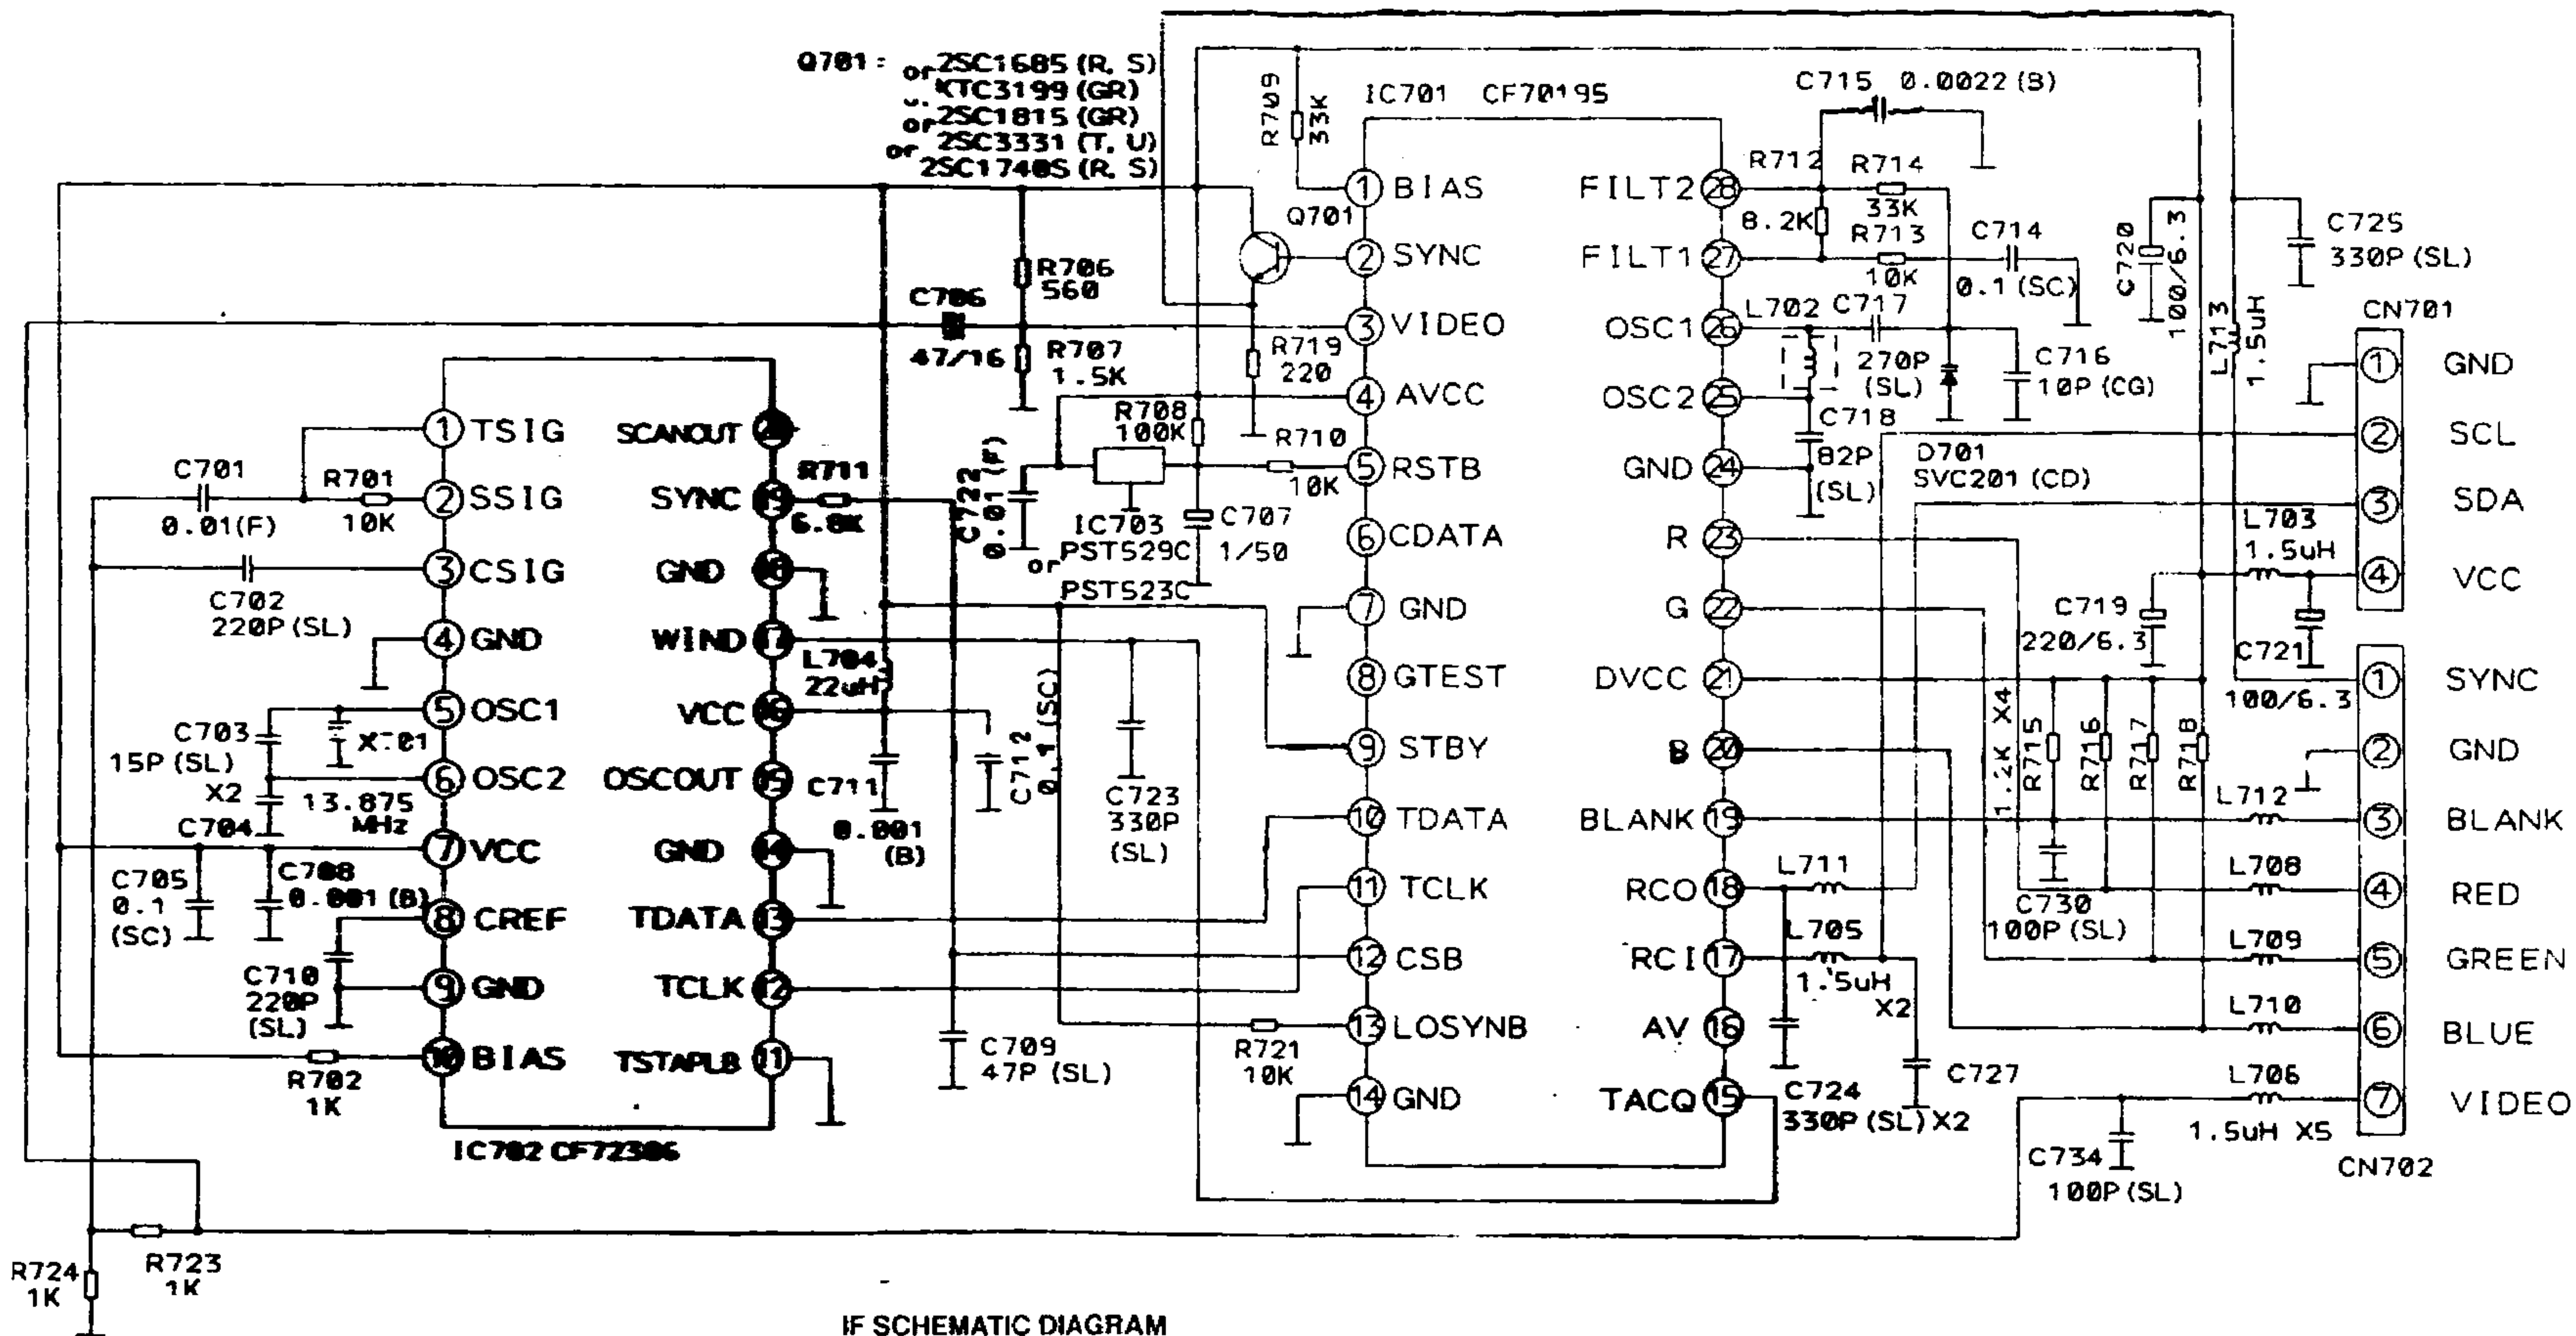 Q701 : or 2SC1685 (R, S)
KTC3199 (GR)
or 2SC1815 (GR)
or 2SC3331 (T, U)
or 2SC1740S (R, S)
R709
33K
IC701 CF70195
C715 0.0022 (B)
1 BIAS
2 SYNC
3 VIDEO
4 AVCC
5 RSTB
6 CDATA
7 GND
8 GTEST
9 STBY
10 TDATA
11 TCLK
12 CSB
13 LOSYNB
14 GND
FILT2 28
FILT1 27
OSC1 26
OSC2 25
GND 24
R 23
G 22
DVCC 21
B 20
BLANK 19
RCO 18
RCI 17
AV 16
TACQ 15
Q701
R706
560
C706
47/16
R707
1.5K
R719
220
R708
100K
R710
10K
C722
0.01 (F)
IC703
PST529C
or
PST523C
C707
1/50
R712
8.2K
R714
33K
R713
10K
C714
0.1 (SC)
L702
C717
270P
(SL)
C716
10P (CG)
C718
82P
(SL)
D701
SVC201 (CD)
C720
100/6.3
L713
1.5uH
C725
330P (SL)
CN701
1 GND
2 SCL
3 SDA
4 VCC
L703
1.5uH
C719
220/6.3
C721
100/6.3
1.2K X4
R715
R716
R717
R718
1 SYNC
2 GND
3 BLANK
4 RED
5 GREEN
6 BLUE
7 VIDEO
CN702
L712
L708
L709
L710
L706
1.5uH X5
C730
100P (SL)
L711
L705
1.5uH
X2
C724
330P (SL) X2
C727
C734
100P (SL)
1 TSIG
2 SSIG
3 CSIG
4 GND
5 OSC1
6 OSC2
7 VCC
8 CREF
9 GND
10 BIAS
SCANOUT
SYNC 19
GND 18
WIND 17
VCC 16
OSCOUT 15
GND 14
TDATA 13
TCLK 12
TSTAPLB 11
IC702 CF72306
C701
0.01 (F)
R701
10K
C702
220P (SL)
C703
15P (SL)
X2
C704
13.875
MHz
C705
0.1
(SC)
C708
0.001 (B)
C710
220P
(SL)
R702
1K
R711
6.8K
L704
22uH
C711
0.001
(B)
C712
0.1 (SC)
C723
330P
(SL)
C709
47P (SL)
R721
10K
R724
1K
R723
1K
IF SCHEMATIC DIAGRAM